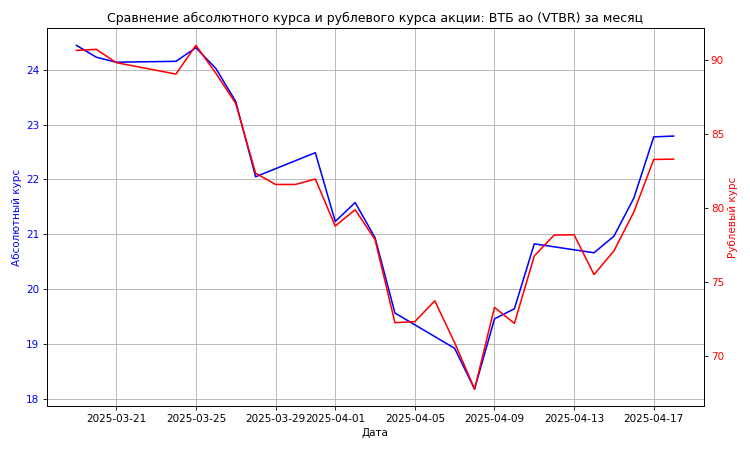 Сравнение абсолютного курса и рублевого курса акции: ВТБ ао (VTBR) за месяц
Абсолютный курс
24
23
22
21
20
19
18
90
85
80
75
70
Рублевый курс
2025-03-21 2025-03-25 2025-03-29 2025-04-01 2025-04-05 2025-04-09 2025-04-13 2025-04-17
Дата